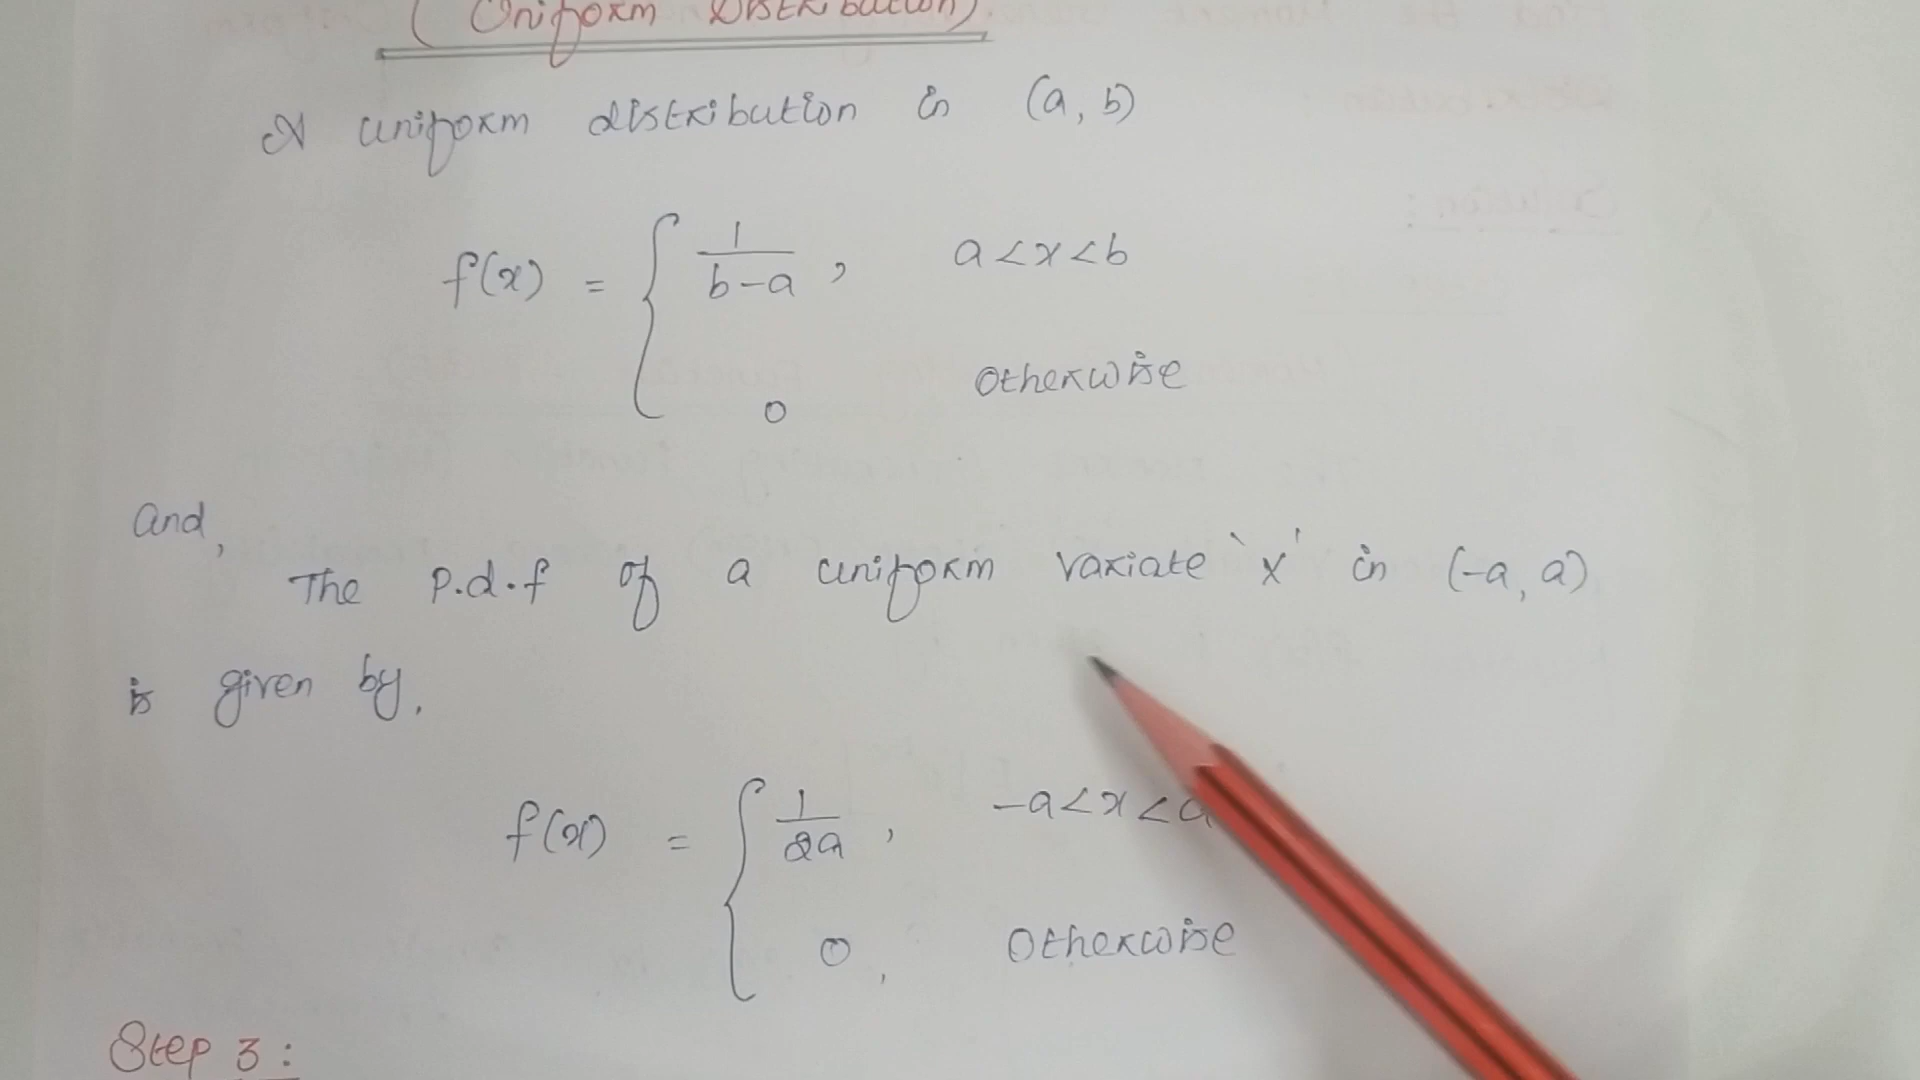 (Uniform Distribution)
A uniform distribution in (a, b)
f(x) = { 1/(b-a) , a<x<b
0 otherwise
and,
The p.d.f of a uniform variate 'x' in (-a, a)
is given by,
f(x) = { 1/2a , -a<x<a
0 , otherwise
Step 3 :